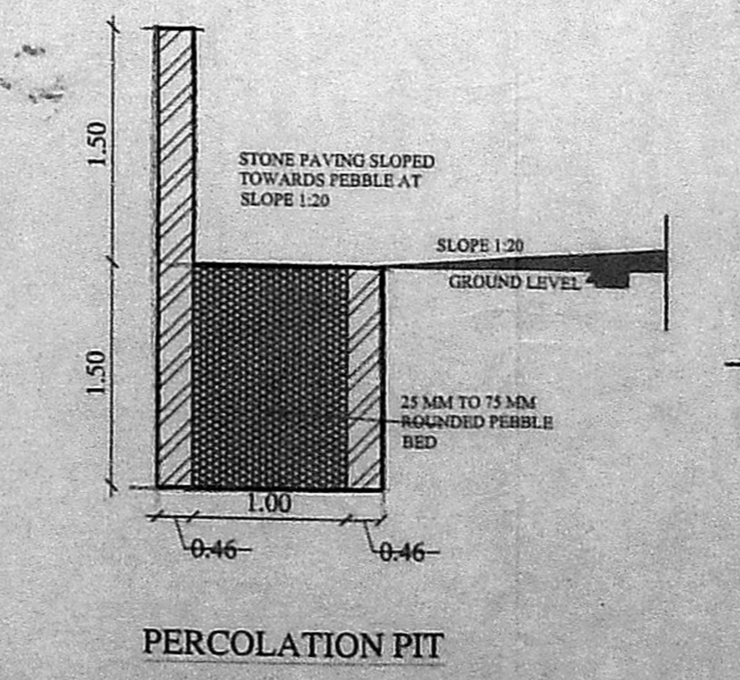 1.50
STONE PAVING SLOPED
TOWARDS PEBBLE AT
SLOPE 1:20
SLOPE 1:20
GROUND LEVEL
1.50
25 MM TO 75 MM
ROUNDED PEBBLE
BED
1.00
0.46
0.46
PERCOLATION PIT